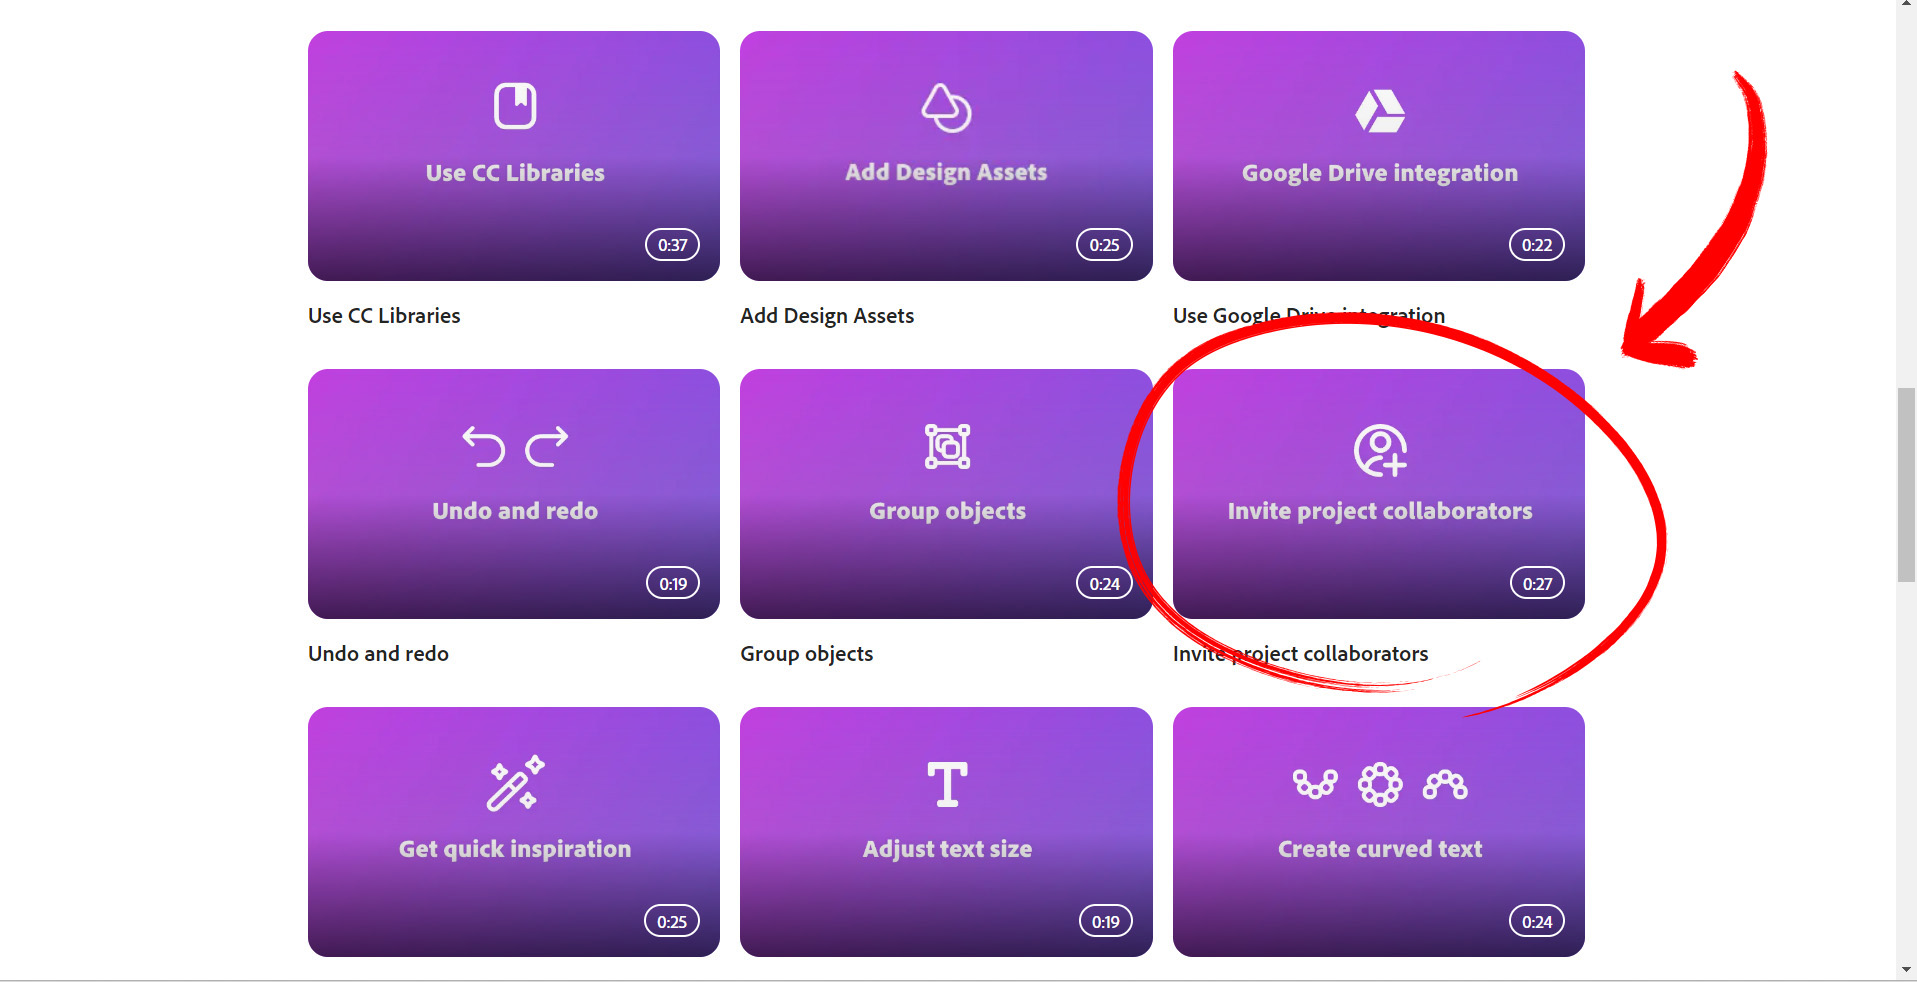 Use CC Libraries
Add Design Assets
Google Drive integration
0:37
0:25
0:22
Use CC Libraries
Add Design Assets
Use Google Drive integration
Undo and redo
Group objects
Invite project collaborators
0:19
0:24
0:27
Undo and redo
Group objects
Invite project collaborators
Get quick inspiration
Adjust text size
Create curved text
0:25
0:19
0:24